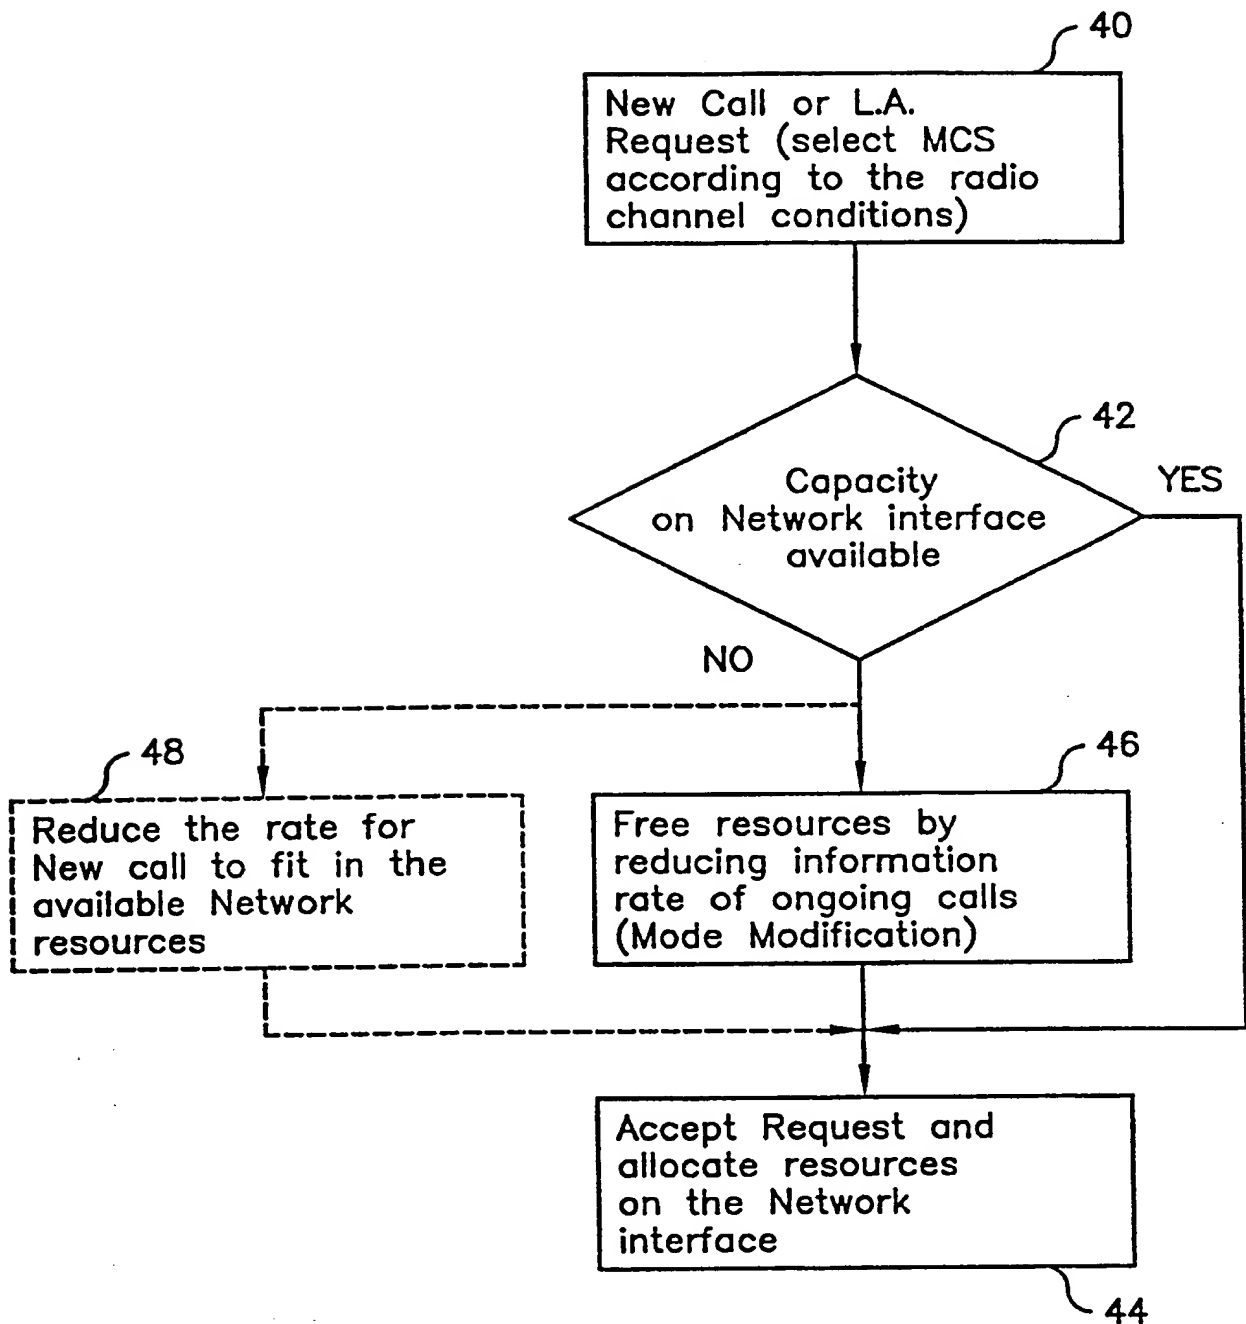 40
New Call or L.A.
Request (select MCS
according to the radio
channel conditions)
42
Capacity
on Network interface
available
YES
NO
48
Reduce the rate for
New call to fit in the
available Network
resources
46
Free resources by
reducing information
rate of ongoing calls
(Mode Modification)
Accept Request and
allocate resources
on the Network
interface
44